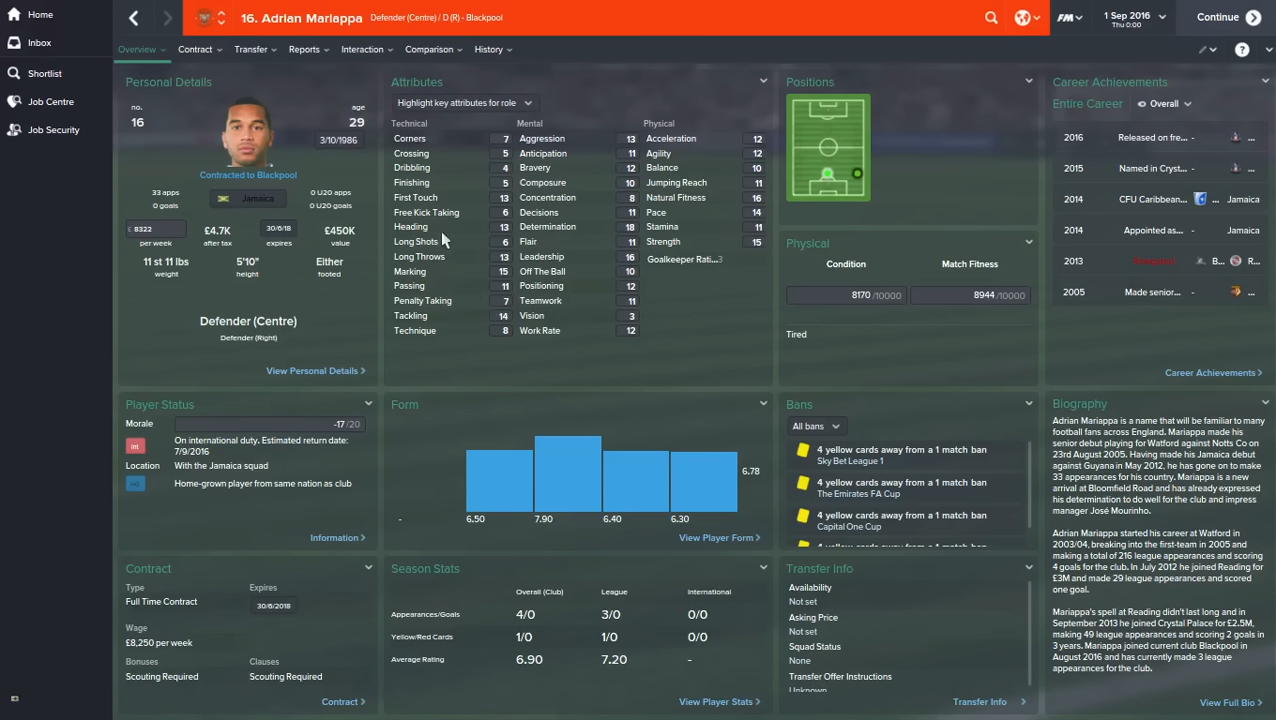 Home
Inbox
Shortlist
Job Centre
Job Security
16. Adrian Mariappa
Defender (Centre) / D (R) - Blackpool
FM
1 Sep 2016
Thu 0:00
Continue
Overview
Contract
Transfer
Reports
Interaction
Comparison
History
?
Personal Details
no.
16
age
29
3/10/1986
Contracted to Blackpool
33 apps
0 goals
Jamaica
0 U20 apps
0 U20 goals
£ 8322
per week
£4.7K
after tax
30/6/18
expires
£450K
value
11 st 11 lbs
weight
5'10"
height
Either
footed
Defender (Centre)
Defender (Right)
View Personal Details >
Attributes
Highlight key attributes for role
Technical
Corners 7
Crossing 5
Dribbling 4
Finishing 5
First Touch 13
Free Kick Taking 6
Heading 13
Long Shots 6
Long Throws 13
Marking 15
Passing 11
Penalty Taking 7
Tackling 14
Technique 8
Mental
Aggression 13
Anticipation 11
Bravery 12
Composure 10
Concentration 8
Decisions 11
Determination 18
Flair 11
Leadership 16
Off The Ball 10
Positioning 12
Teamwork 11
Vision 3
Work Rate 12
Physical
Acceleration 12
Agility 12
Balance 10
Jumping Reach 11
Natural Fitness 16
Pace 14
Stamina 11
Strength 15
Goalkeeper Rati...3
Positions
Physical
Condition
8170 /10000
Match Fitness
8944 /10000
Tired
Career Achievements
Entire Career
Overall
2016 Released on fre... -
2015 Named in Cryst... -
2014 CFU Caribbean... ... Jamaica
2014 Appointed as... Jamaica
2013 - B... R...
2005 Made senior... - ...
Career Achievements >
Player Status
Morale -17/20
Int
On international duty. Estimated return date:
7/9/2016
Location With the Jamaica squad
HG
Home-grown player from same nation as club
Information >
Form
-
6.50
7.90
6.40
6.30
6.78
View Player Form >
Bans
All bans
4 yellow cards away from a 1 match ban
Sky Bet League 1
4 yellow cards away from a 1 match ban
The Emirates FA Cup
4 yellow cards away from a 1 match ban
Capital One Cup
4 yellow cards away from a 1 match ban
Biography
Adrian Mariappa is a name that will be familiar to many
football fans across England. Mariappa made his
senior debut playing for Watford against Notts Co on
23rd August 2005. Having made his Jamaica debut
against Guyana in May 2012, he has gone on to make
33 appearances for his country. Mariappa is a new
arrival at Bloomfield Road and has already expressed
his determination to do well for the club and impress
manager José Mourinho.
Adrian Mariappa started his career at Watford in
2003/04, breaking into the first-team in 2005 and
making a total of 216 league appearances and scoring
4 goals for the club. In July 2012 he joined Reading for
£3M and made 29 league appearances and scored
one goal.
Mariappa's spell at Reading didn't last long and in
September 2013 he joined Crystal Palace for £2.5M,
making 49 league appearances and scoring 2 goals in
3 years. Mariappa joined current club Blackpool in
August 2016 and has currently made 3 league
appearances for the club.
View Full Bio >
Contract
Type
Full Time Contract
Expires
30/6/2018
Wage
£8,250 per week
Bonuses
Scouting Required
Clauses
Scouting Required
Contract >
Season Stats
Overall (Club) League International
Appearances/Goals 4/0 3/0 0/0
Yellow/Red Cards 1/0 1/0 0/0
Average Rating 6.90 7.20 -
View Player Stats >
Transfer Info
Availability
Not set
Asking Price
Not set
Squad Status
None
Transfer Offer Instructions
Unknown
Transfer Info >